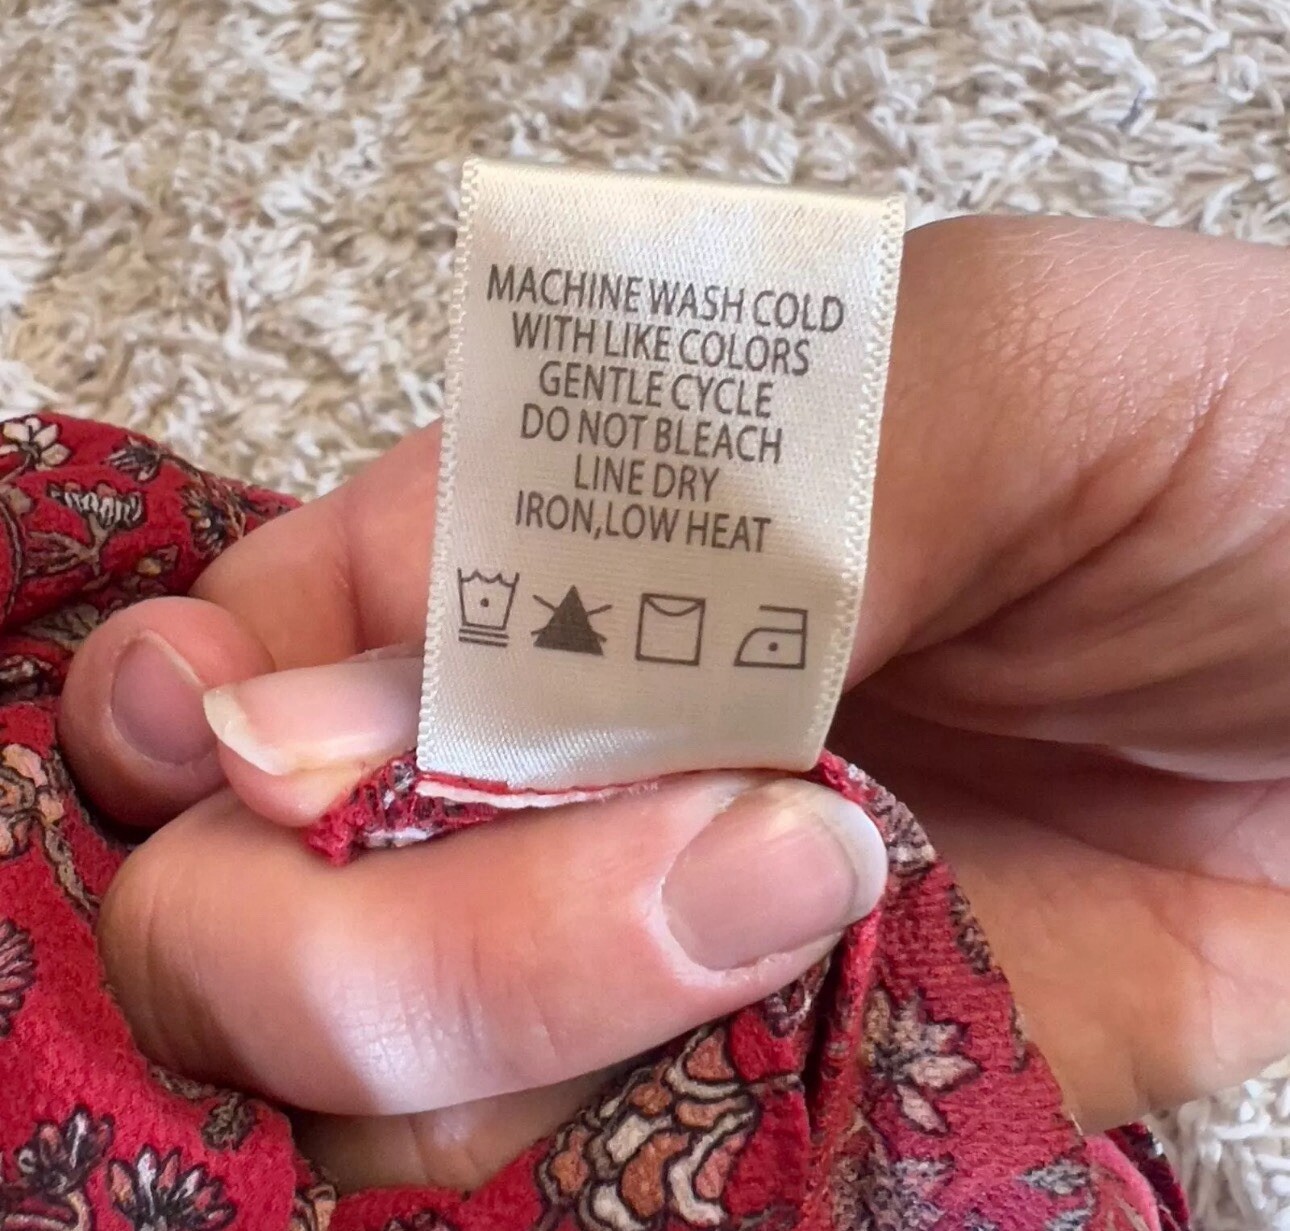 MACHINE WASH COLD
WITH LIKE COLORS
GENTLE CYCLE
DO NOT BLEACH
LINE DRY
IRON,LOW HEAT